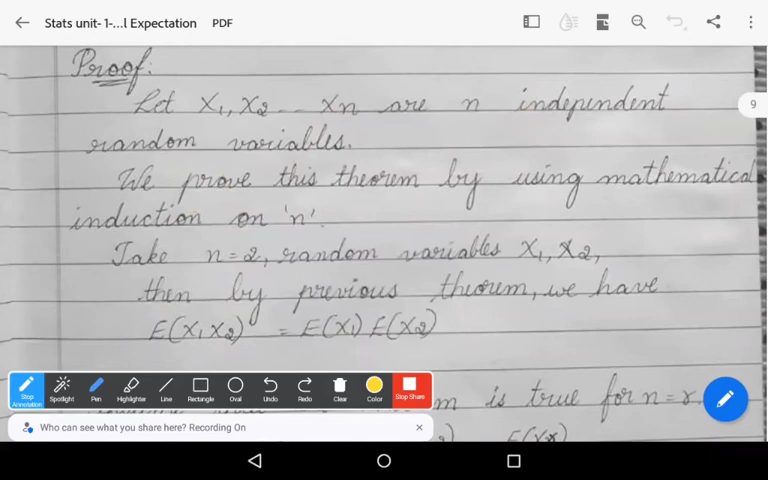 Stats unit- 1-...l Expectation PDF
9
Proof:
Let X1, X2 ... Xn are n independent
random variables.
We prove this theorem by using mathematical
induction on 'n'.
Take n = 2, random variables X1, X2,
then by previous theorem, we have
E(X1X2) = E(X1) E(X2)
m is true for n = r.
E(Xr)
Stop Annotation Spotlight Pen Highlighter Line Rectangle Oval Undo Redo Clear Color Stop Share
Who can see what you share here? Recording On